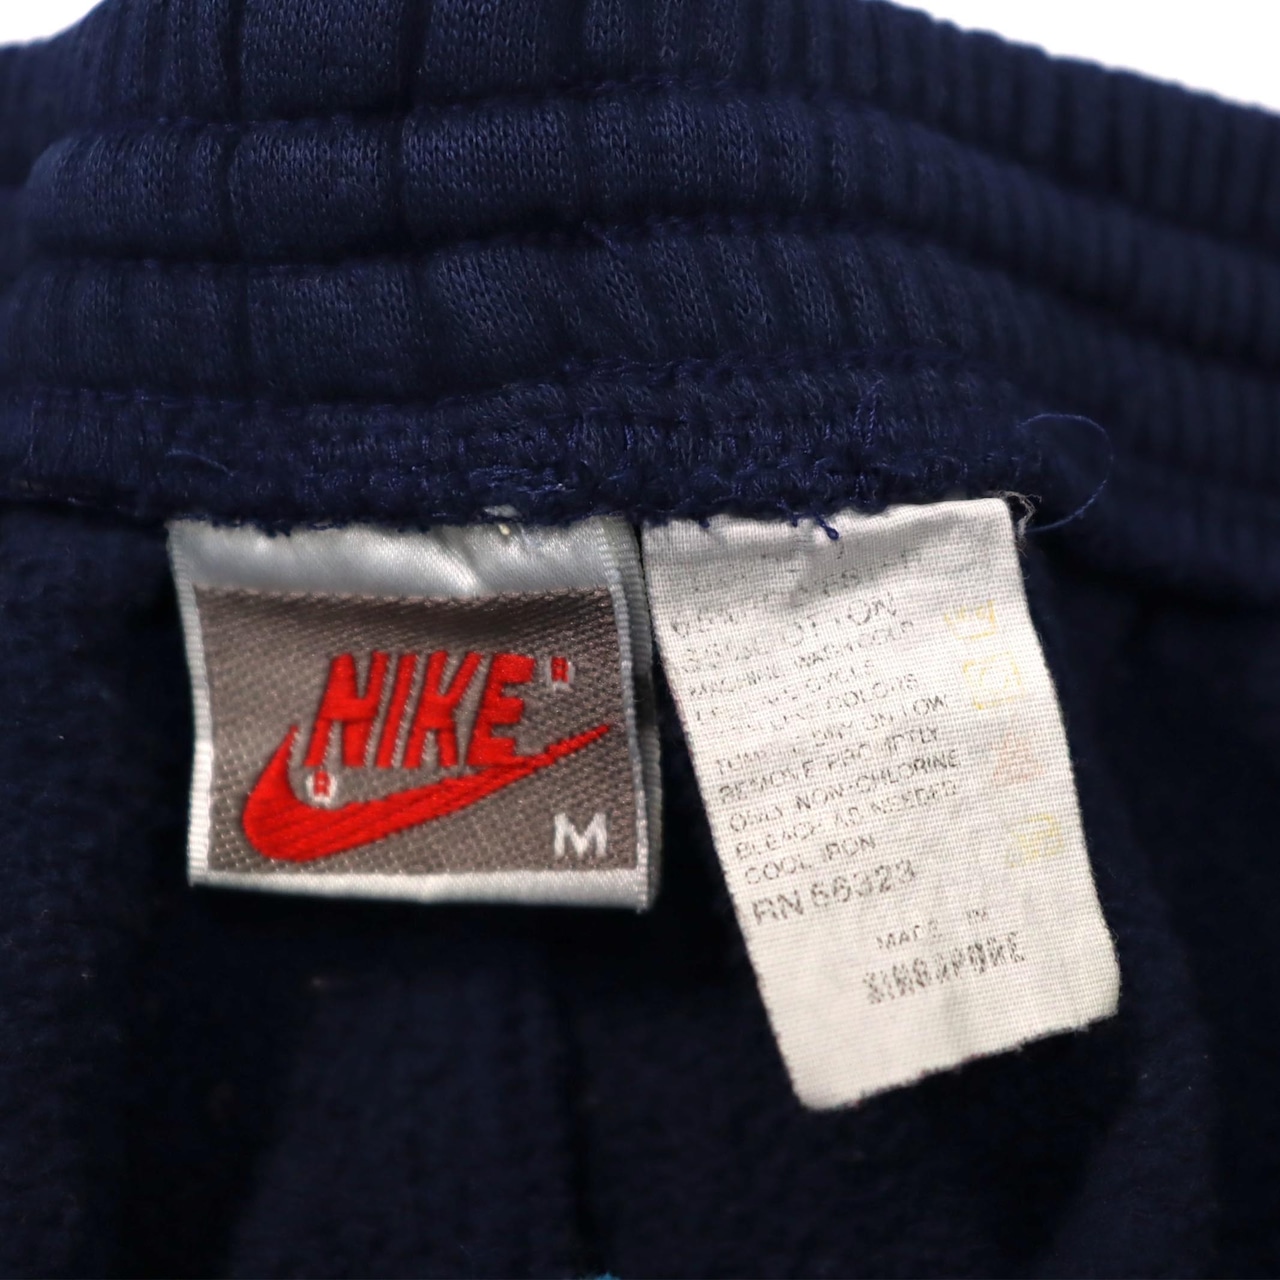 NIKE
M
COTTON
MACHINE WASH COLD
CYCLE
COLORS
TUMBLE DRY ON LOW
REMOVE PROMPTLY
ONLY NON-CHLORINE
BLEACH AS NEEDED
COOL IRON
RN 56323
MADE IN
SINGAPORE